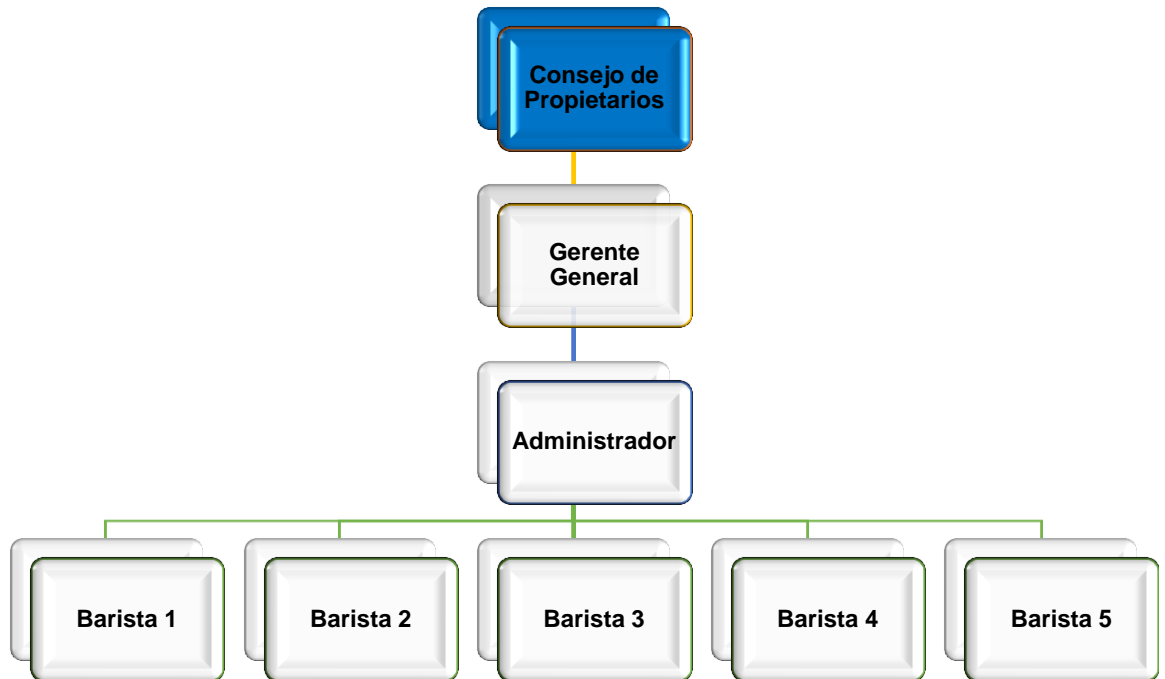 Consejo de
Propietarios
Gerente
General
Administrador
Barista 1
Barista 2
Barista 3
Barista 4
Barista 5